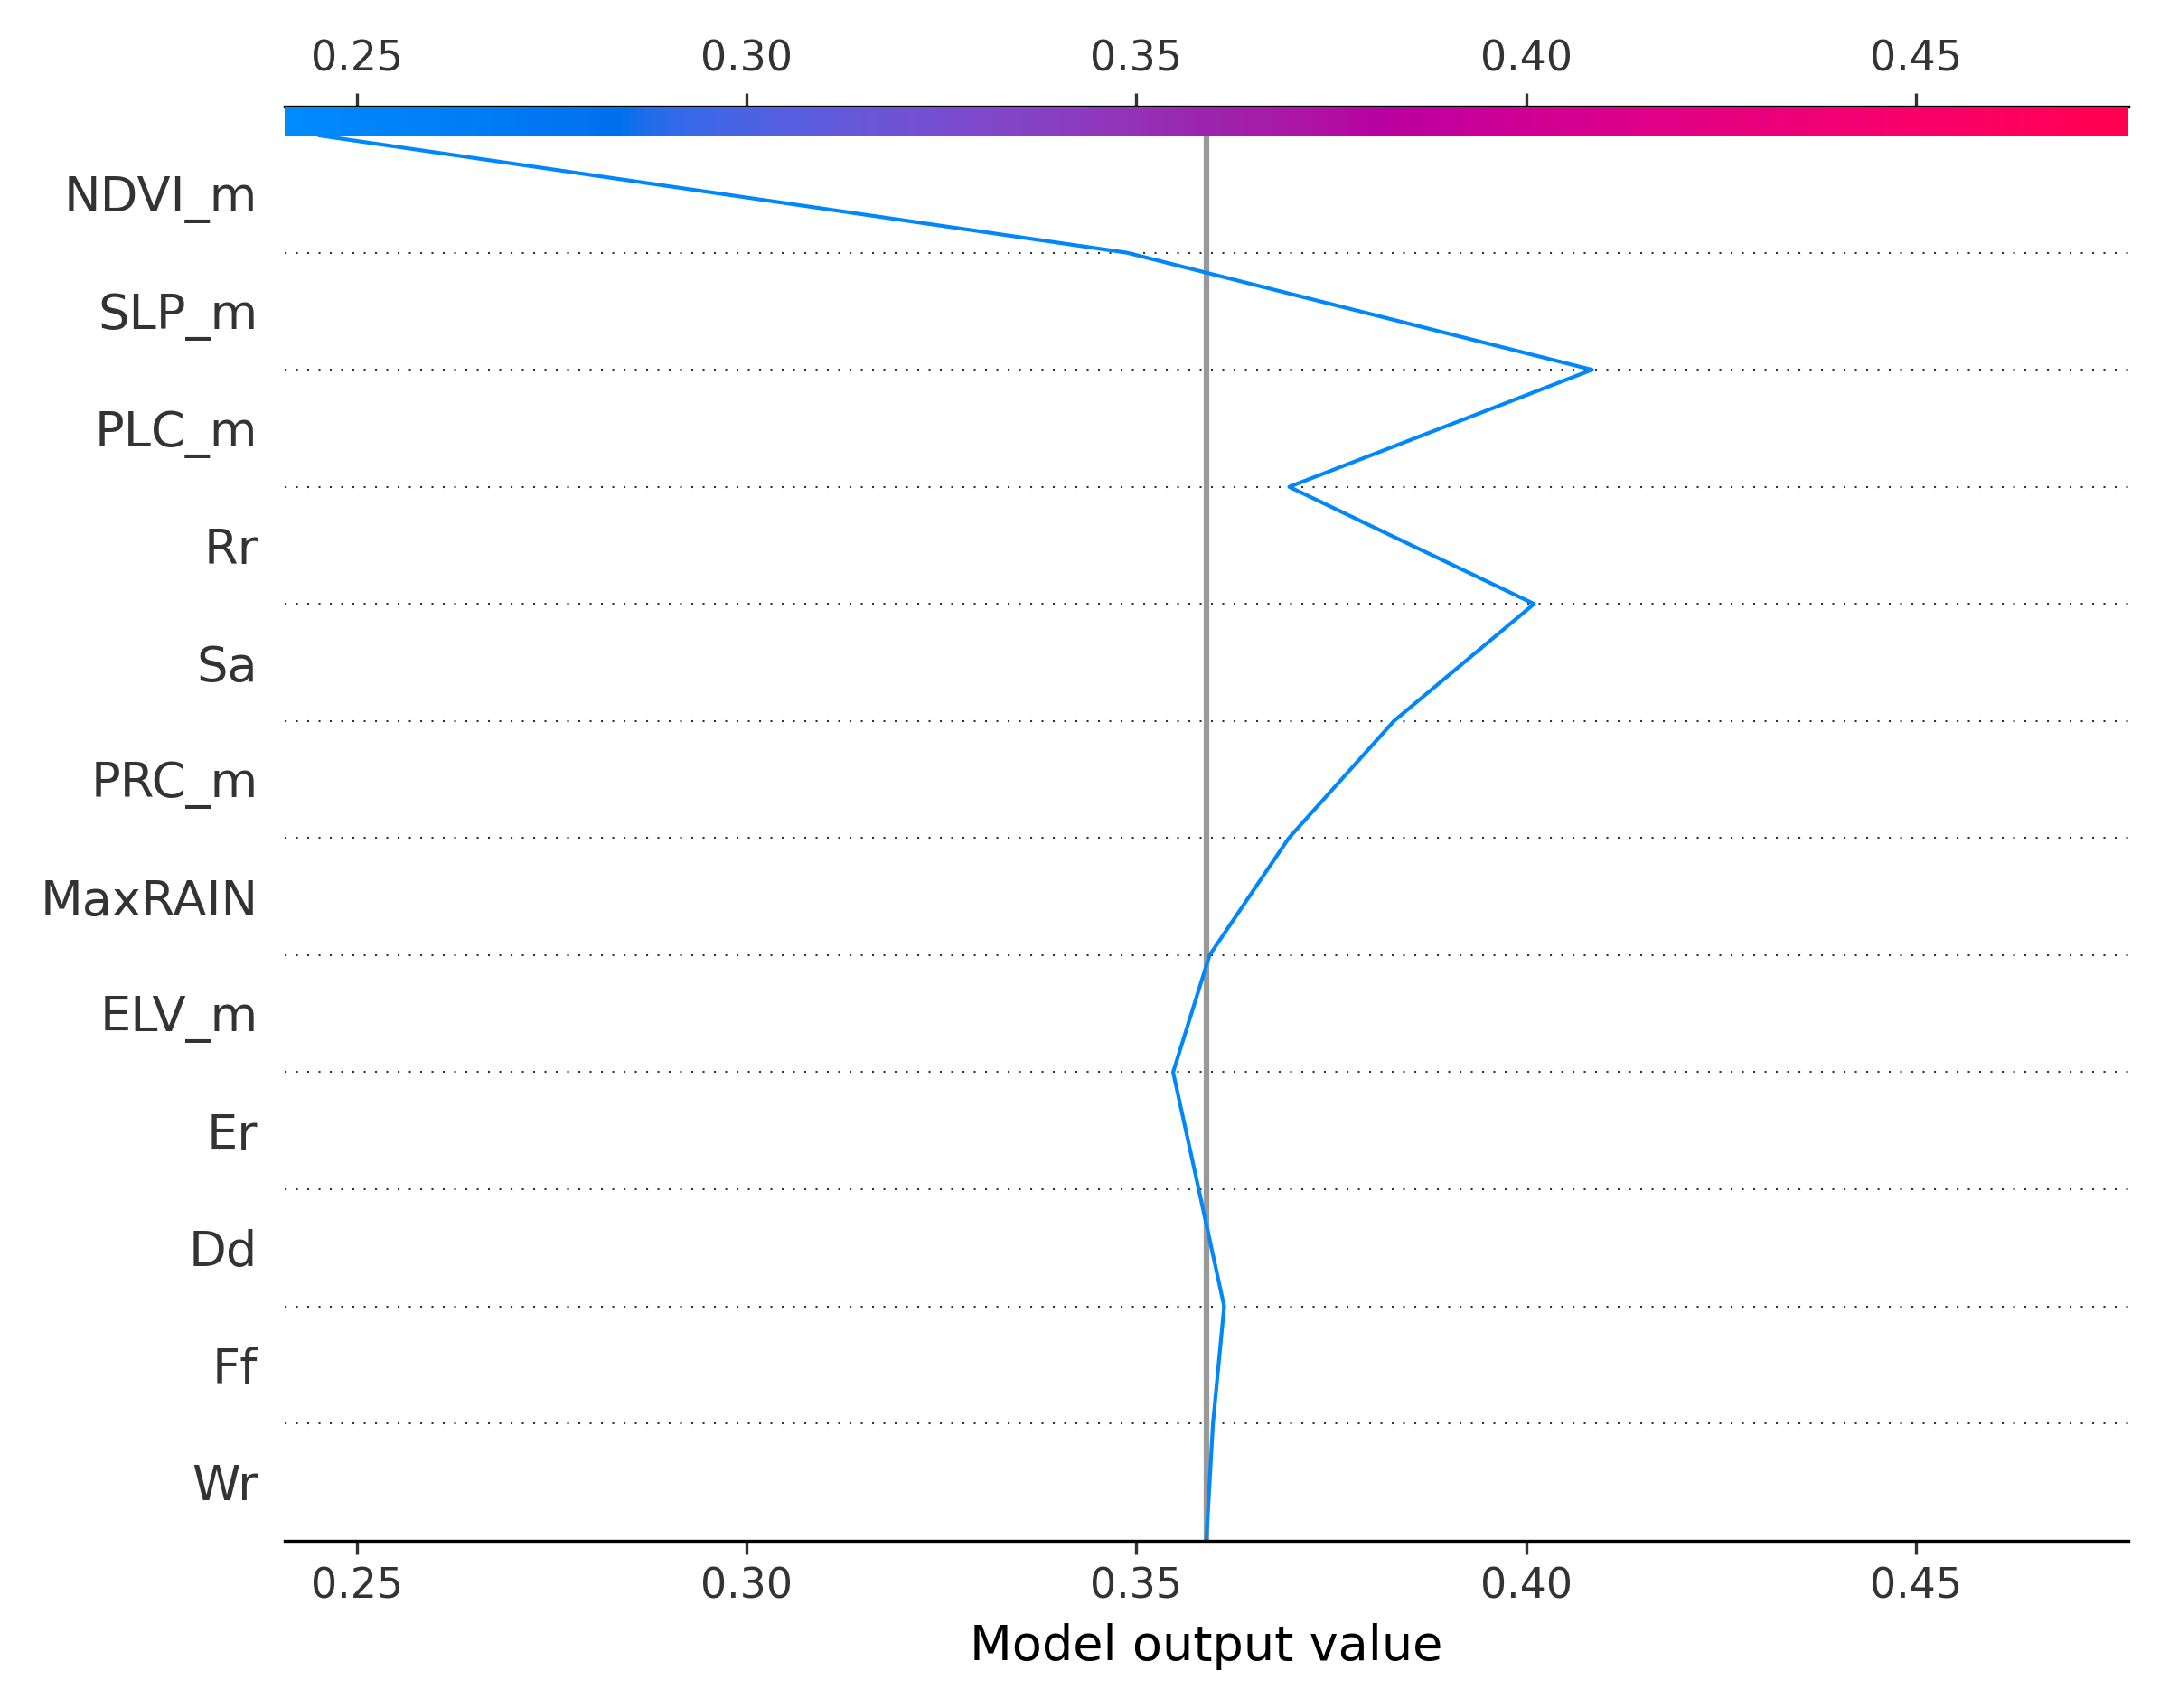 0.25 0.30 0.35 0.40 0.45
NDVI_m
SLP_m
PLC_m
Rr
Sa
PRC_m
MaxRAIN
ELV_m
Er
Dd
Ff
Wr
0.25 0.30 0.35 0.40 0.45
Model output value